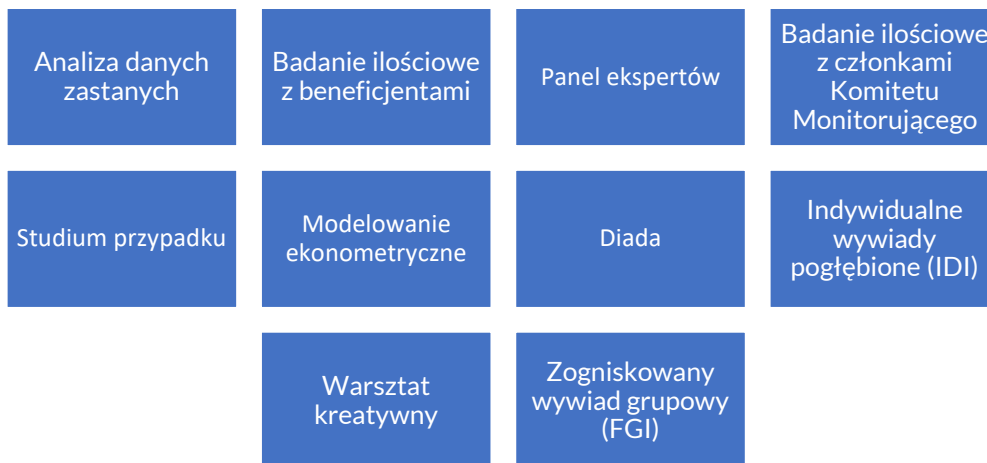 Analiza danych
zastanych
Badanie ilościowe
z beneficjentami
Panel ekspertów
Badanie ilościowe
z członkami
Komitetu
Monitorującego
Studium przypadku
Modelowanie
ekonometryczne
Diada
Indywidualne
wywiady
pogłębione (IDI)
Warsztat
kreatywny
Zogniskowany
wywiad grupowy
(FGI)